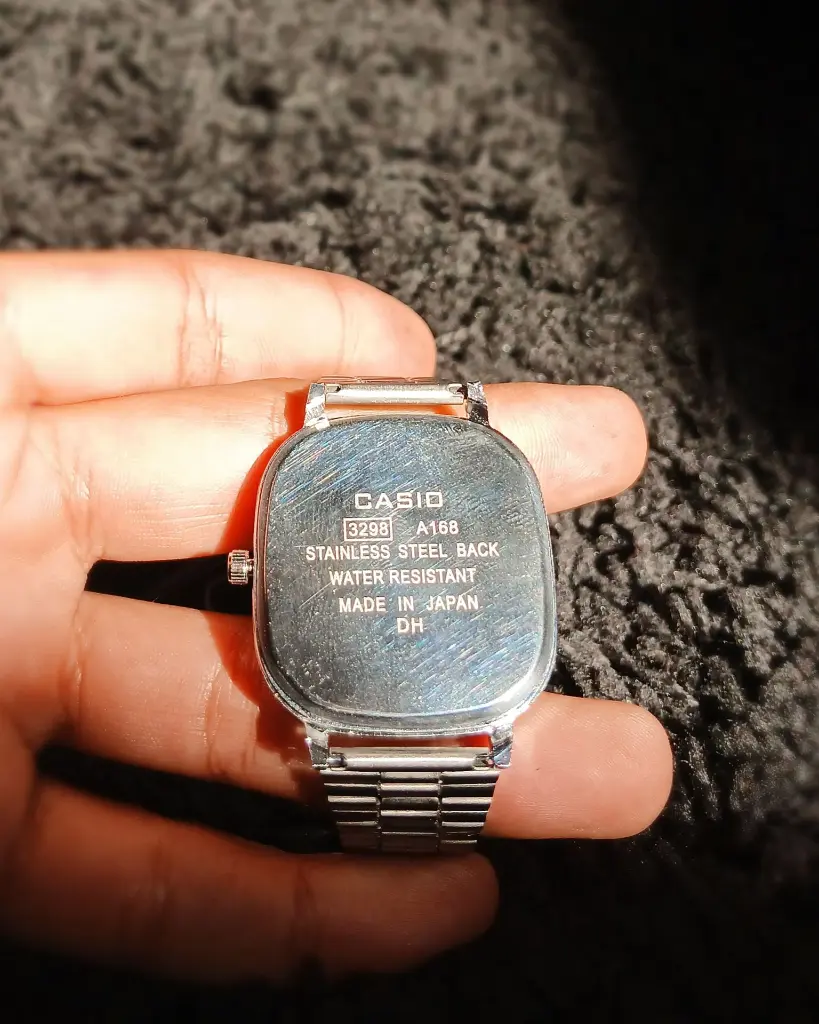 CASIO
3298 A168
STAINLESS STEEL BACK
WATER RESISTANT
MADE IN JAPAN
DH